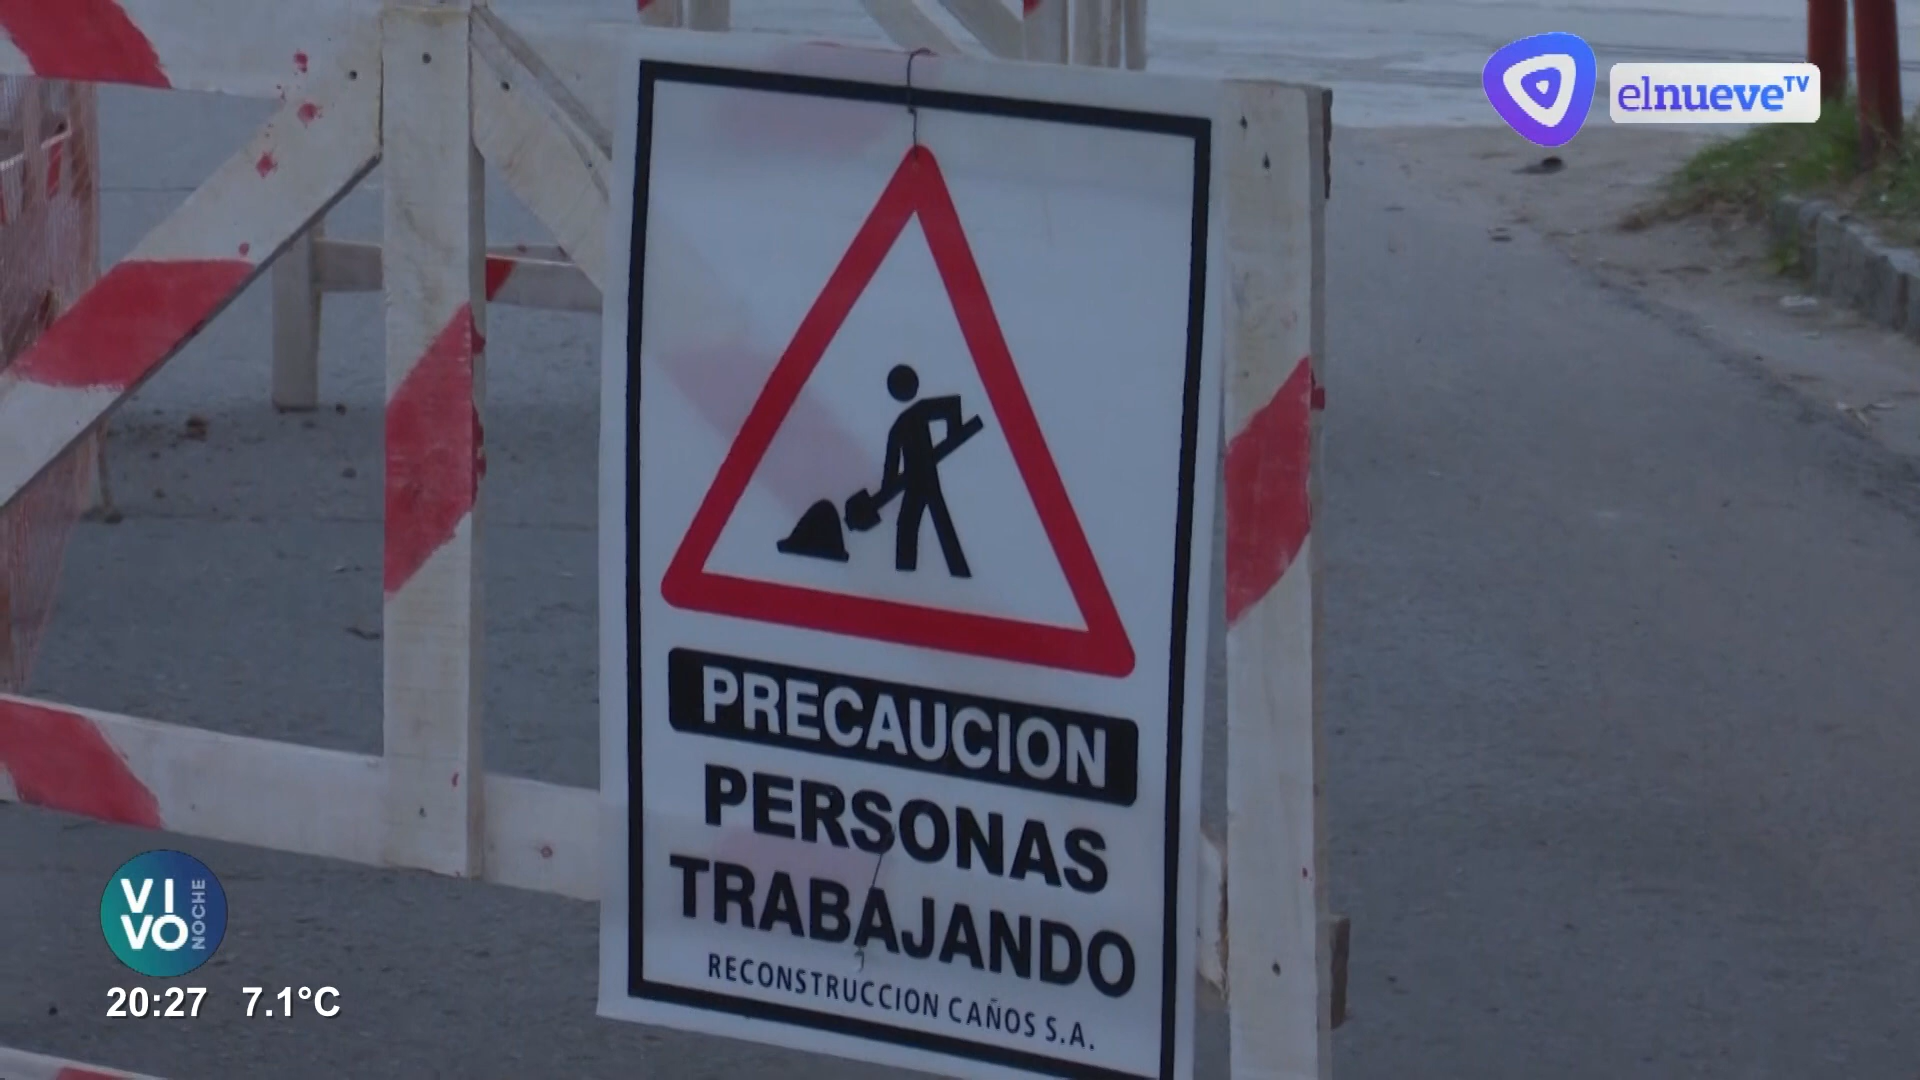 elnueveTV
PRECAUCION
PERSONAS
TRABAJANDO
RECONSTRUCCION CAÑOS S.A.
VI
VO
NOCHE
20:27 7.1°C